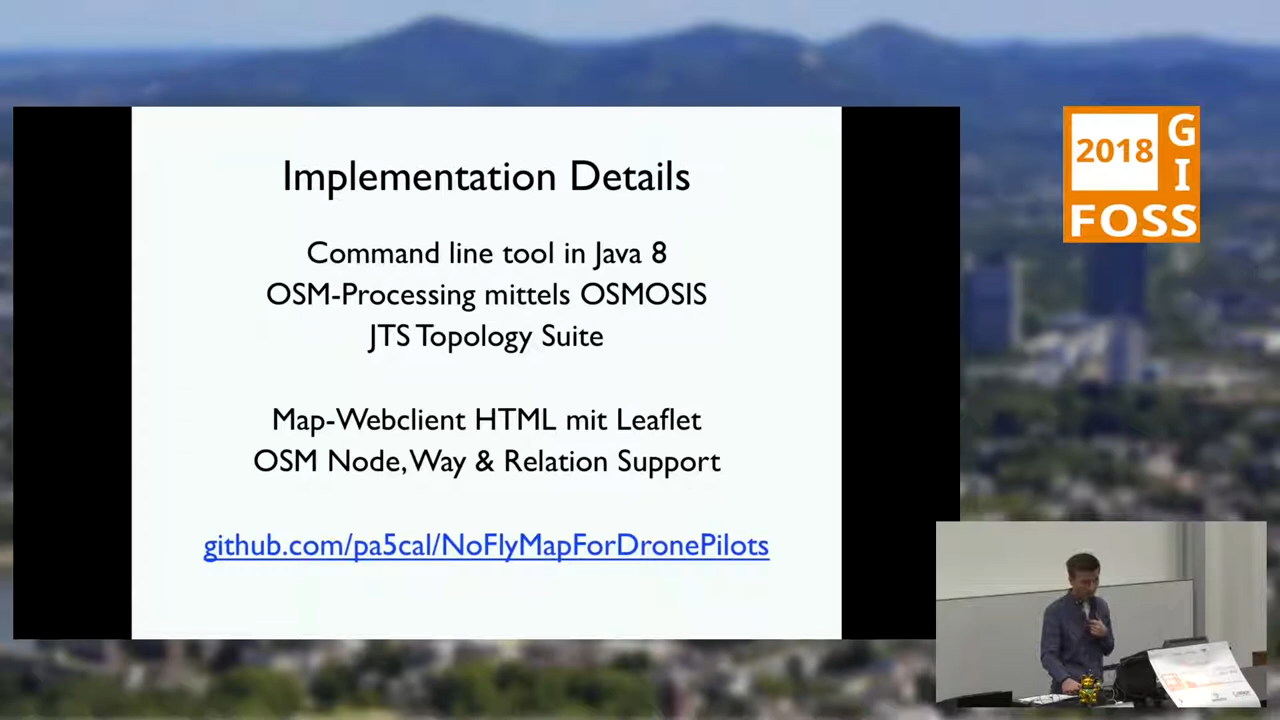 Implementation Details
Command line tool in Java 8
OSM-Processing mittels OSMOSIS
JTS Topology Suite
Map-Webclient HTML mit Leaflet
OSM Node, Way & Relation Support
github.com/pa5cal/NoFlyMapForDronePilots
2018
GI
FOSS